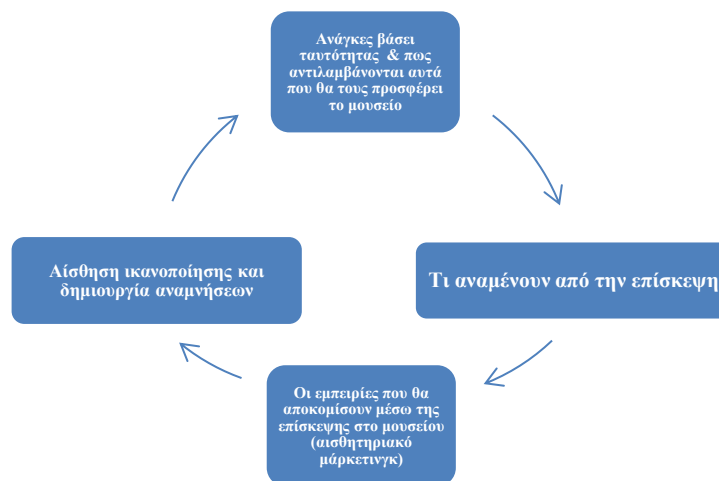 Ανάγκες βάσει
ταυτότητας & πως
αντιλαμβάνονται αυτά
που θα τους προσφέρει
το μουσείο
Τι αναμένουν από την επίσκεψη
Οι εμπειρίες που θα
αποκομίσουν μέσω της
επίσκεψης στο μουσείου
(αισθητηριακό
μάρκετινγκ)
Αίσθηση ικανοποίησης και
δημιουργία αναμνήσεων